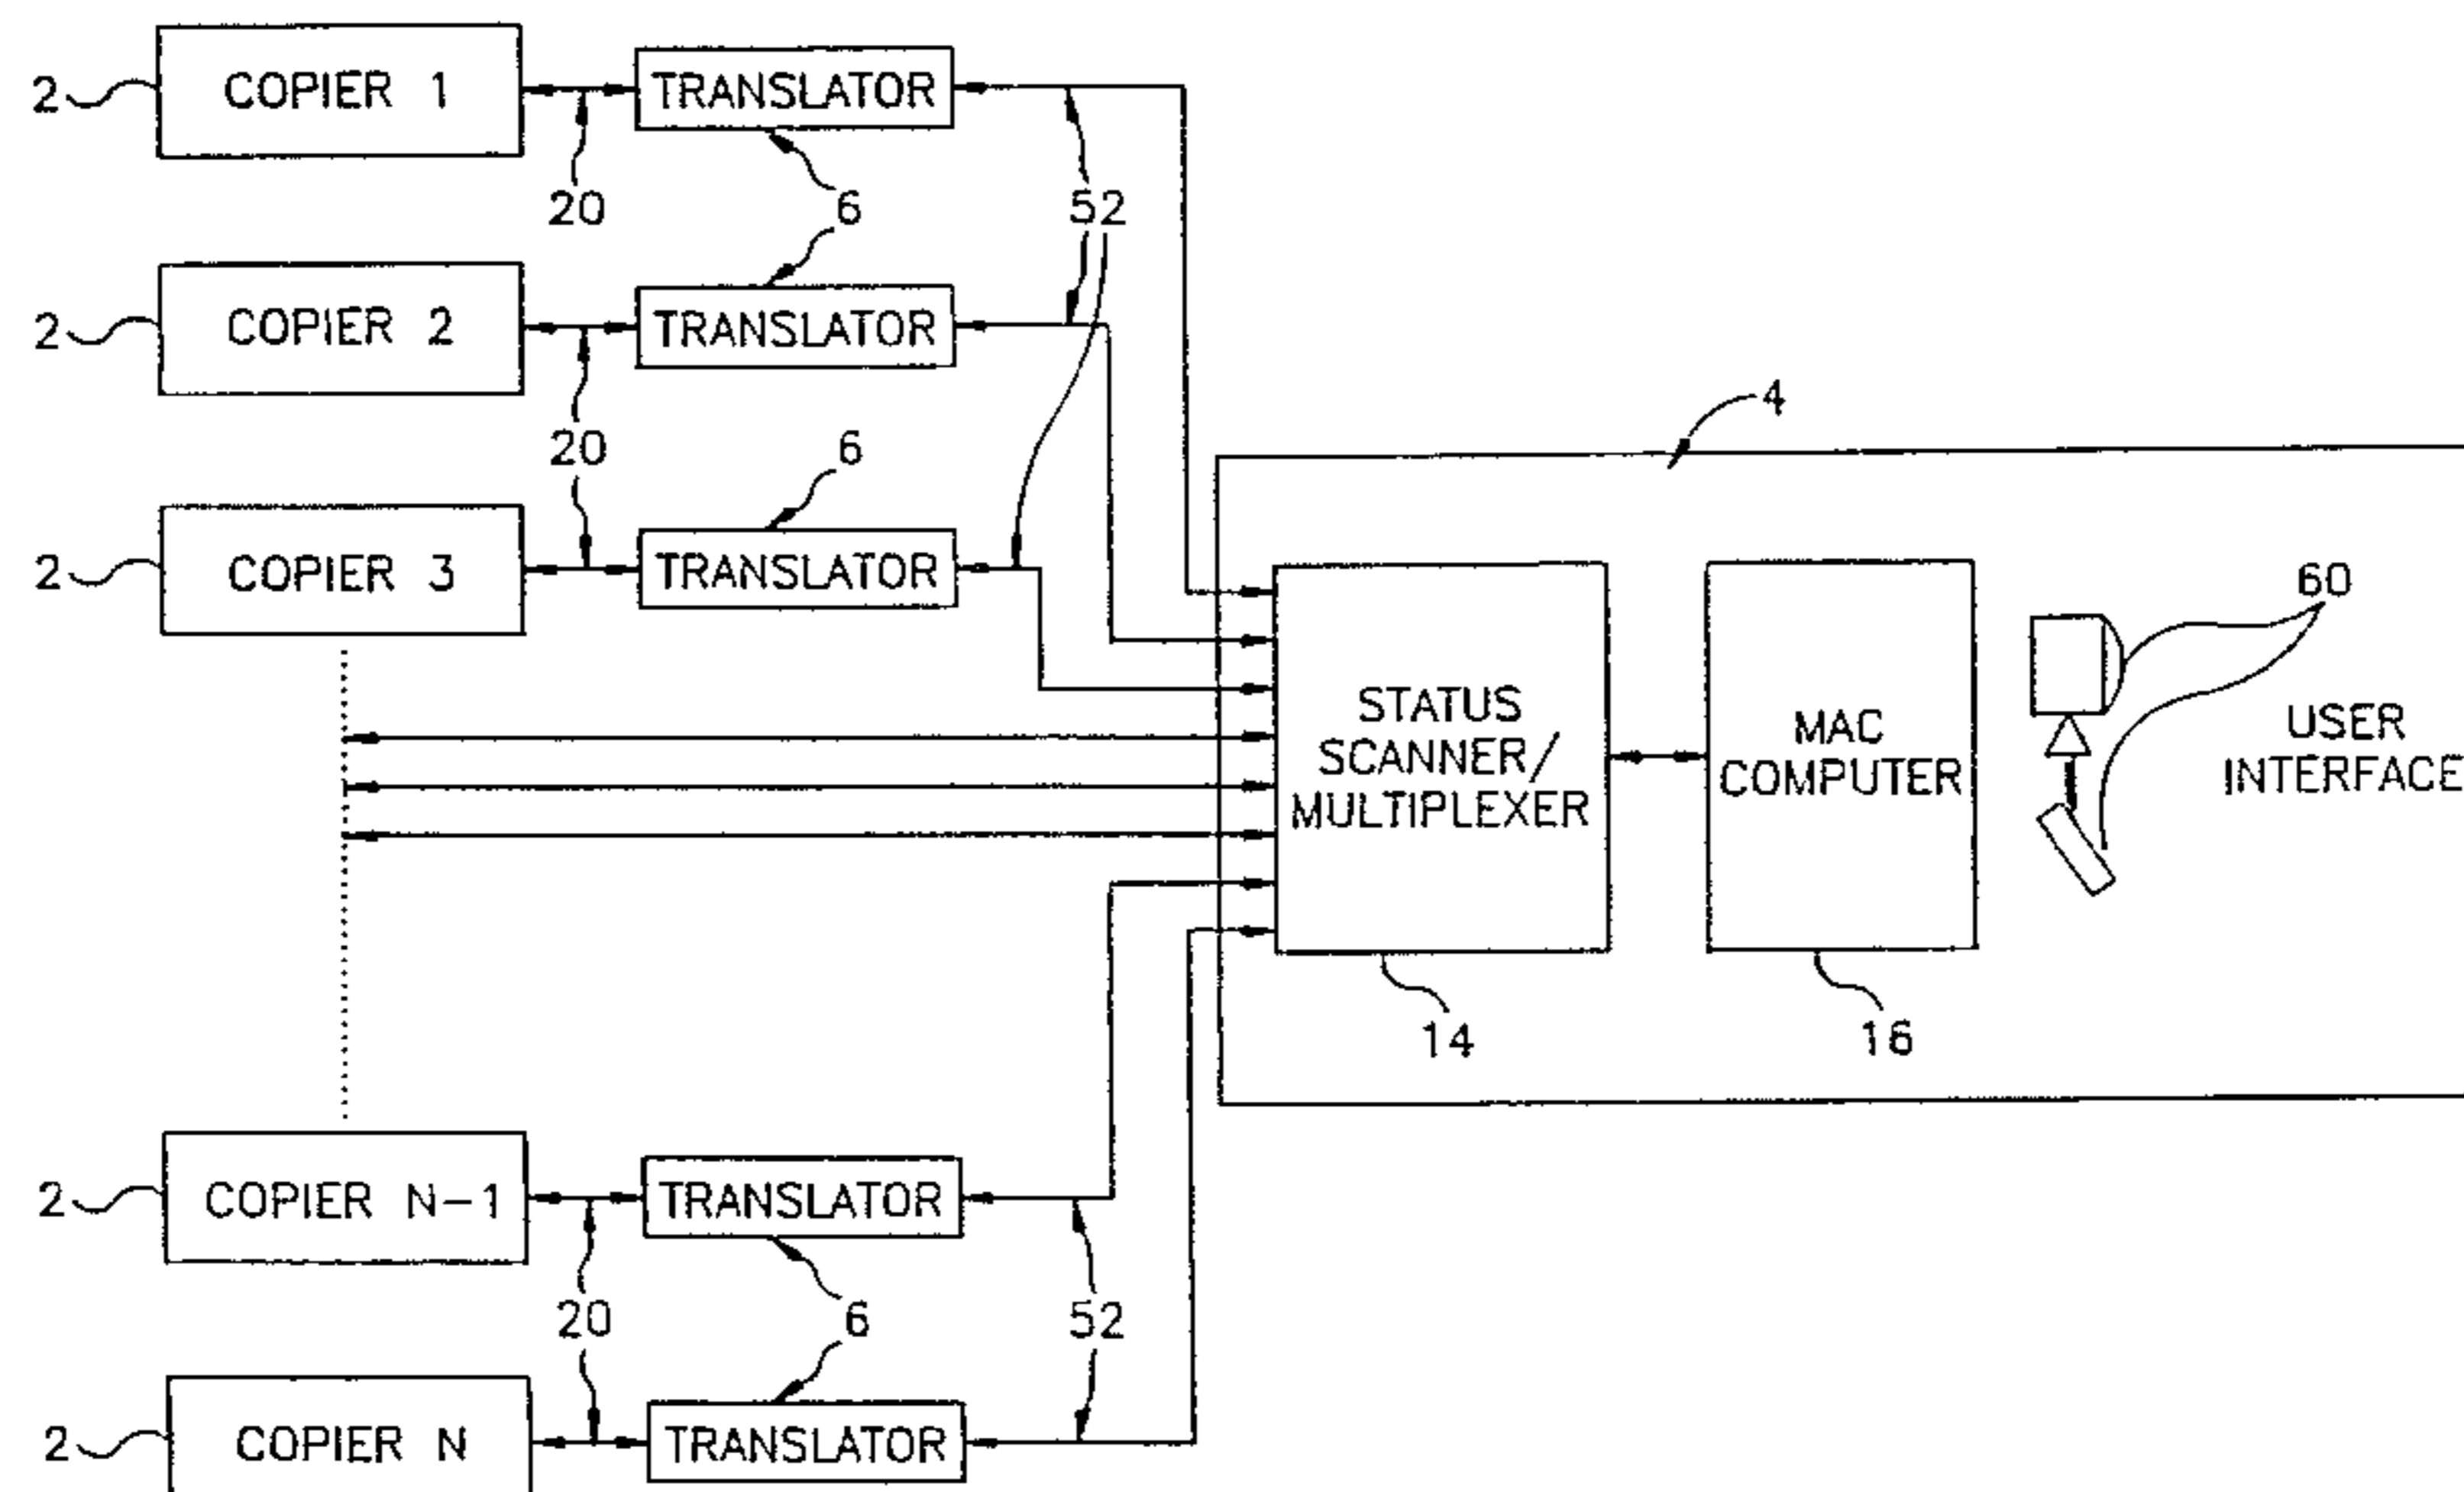 2 COPIER 1 TRANSLATOR
20 6 52
2 COPIER 2 TRANSLATOR
20 6
4
2 COPIER 3 TRANSLATOR
60
STATUS
SCANNER/
MULTIPLEXER
MAC
COMPUTER
USER
INTERFACE
14 16
2 COPIER N-1 TRANSLATOR
20 6 52
2 COPIER N TRANSLATOR